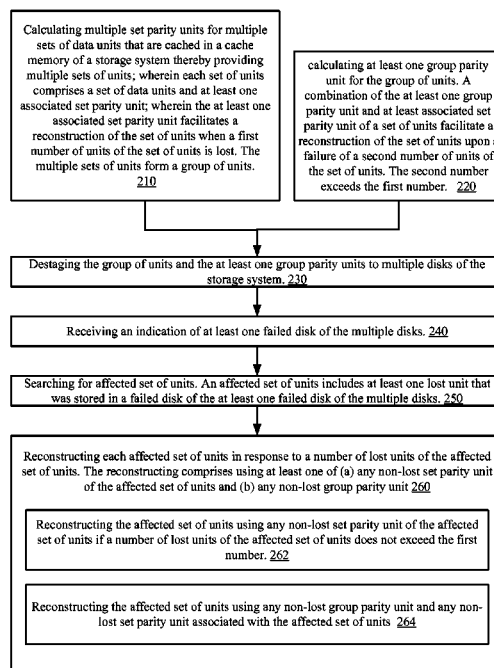 Calculating multiple set parity units for multiple
sets of data units that are cached in a cache
memory of a storage system thereby providing
multiple sets of units; wherein each set of units
comprises a set of data units and at least one
associated set parity unit; wherein the at least one
associated set parity unit facilitates a
reconstruction of the set of units when a first
number of units of the set of units is lost. The
multiple sets of units form a group of units.
210
calculating at least one group parity
unit for the group of units. A
combination of the at least one group
parity unit and at least associated set
parity unit of a set of units facilitate a
reconstruction of the set of units upon a
failure of a second number of units of
the set of units. The second number
exceeds the first number. 220
Destaging the group of units and the at least one group parity units to multiple disks of the
storage system. 230
Receiving an indication of at least one failed disk of the multiple disks. 240
Searching for affected set of units. An affected set of units includes at least one lost unit that
was stored in a failed disk of the at least one failed disk of the multiple disks. 250
Reconstructing each affected set of units in response to a number of lost units of the affected
set of units. The reconstructing comprises using at least one of (a) any non-lost set parity unit
of the affected set of units and (b) any non-lost group parity unit 260
Reconstructing the affected set of units using any non-lost set parity unit of the affected
set of units if a number of lost units of the affected set of units does not exceed the first
number. 262
Reconstructing the affected set of units using any non-lost group parity unit and any non-
lost set parity unit associated with the affected set of units 264